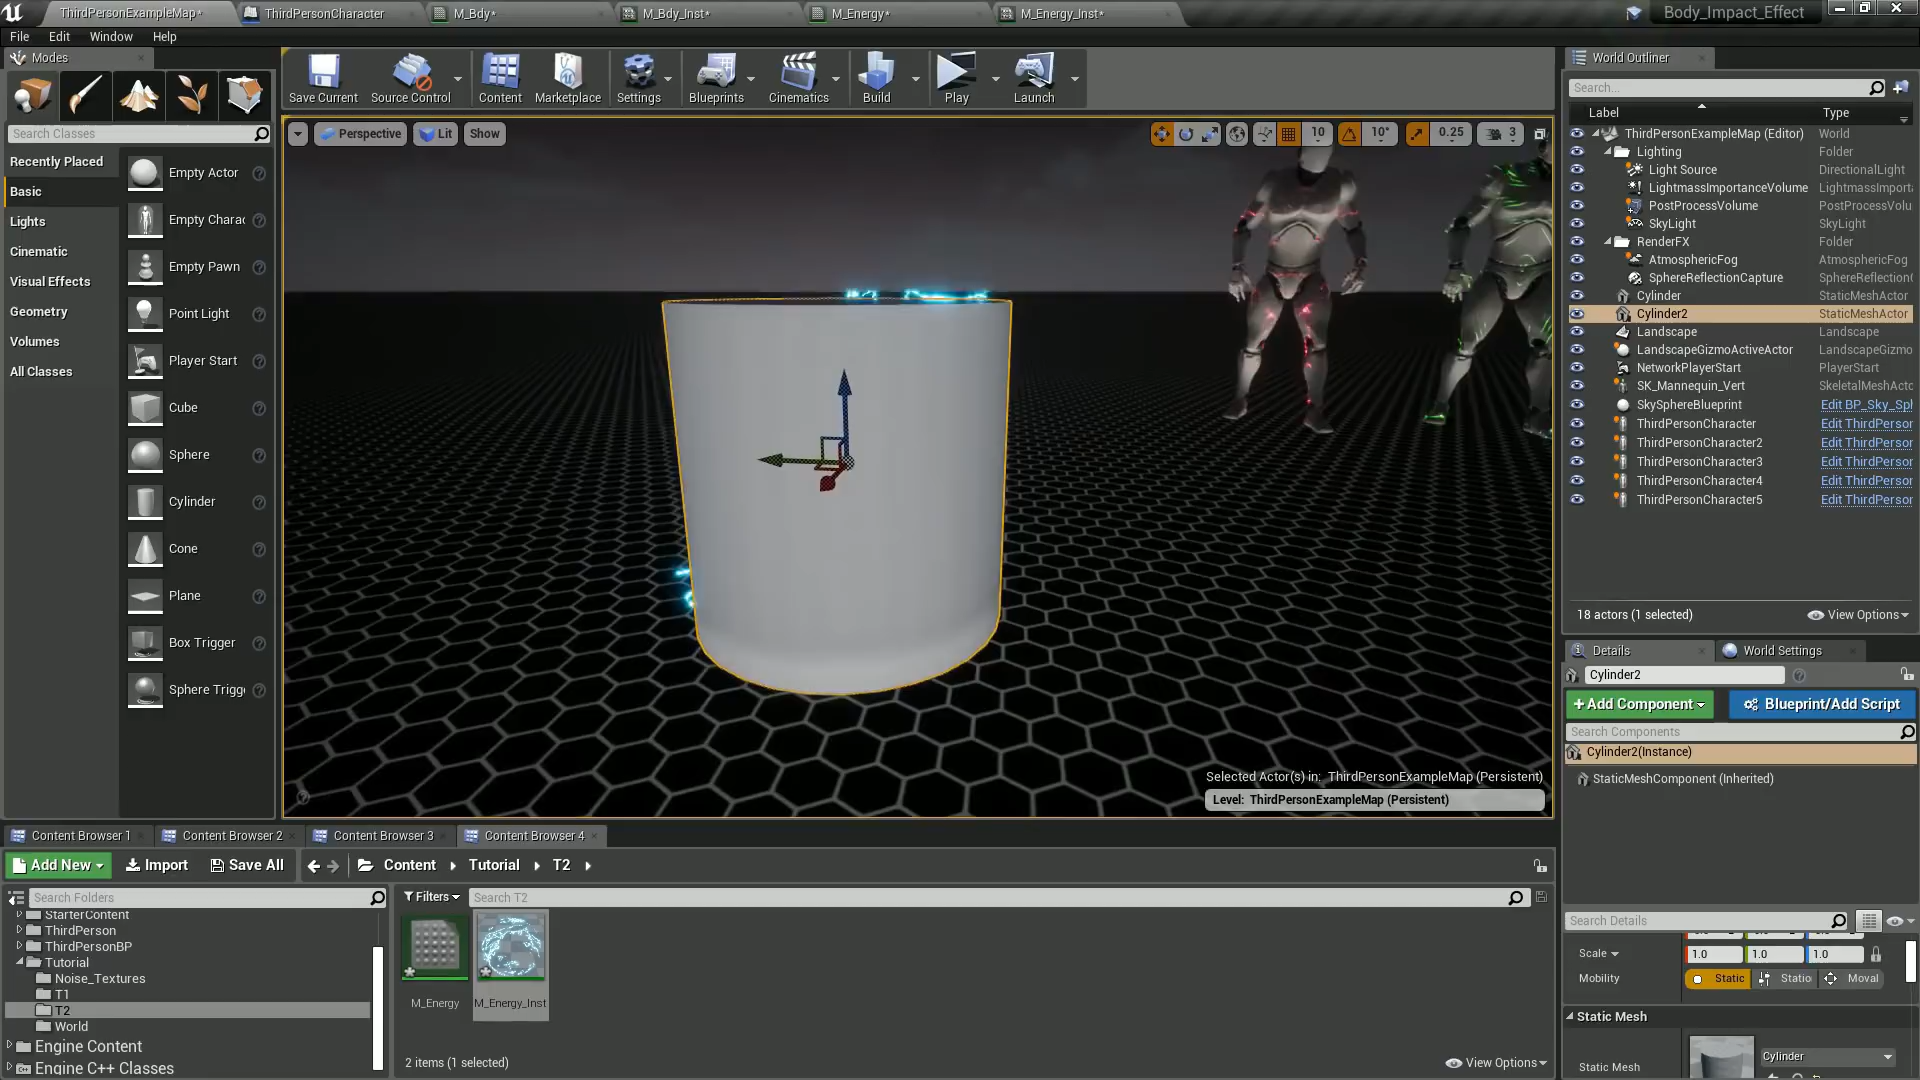 ThirdPersonExampleMap*
ThirdPersonCharacter
M_Bdy*
M_Bdy_Inst*
M_Energy*
M_Energy_Inst*
Body_Impact_Effect
File Edit Window Help
Modes
Search Classes
Recently Placed
Basic
Lights
Cinematic
Visual Effects
Geometry
Volumes
All Classes
Empty Actor
Empty Charac
Empty Pawn
Point Light
Player Start
Cube
Sphere
Cylinder
Cone
Plane
Box Trigger
Sphere Trigge
Save Current
Source Control
Content
Marketplace
Settings
Blueprints
Cinematics
Build
Play
Launch
Perspective
Lit
Show
10
10°
0.25
3
Selected Actor(s) in: ThirdPersonExampleMap (Persistent)
Level: ThirdPersonExampleMap (Persistent)
World Outliner
Search...
Label Type
ThirdPersonExampleMap (Editor) World
Lighting Folder
Light Source DirectionalLight
LightmassImportanceVolume LightmassImporta
PostProcessVolume PostProcessVolu
SkyLight SkyLight
RenderFX Folder
AtmosphericFog AtmosphericFog
SphereReflectionCapture SphereReflectionC
Cylinder StaticMeshActor
Cylinder2 StaticMeshActor
Landscape Landscape
LandscapeGizmoActiveActor LandscapeGizmo
NetworkPlayerStart PlayerStart
SK_Mannequin_Vert SkeletalMeshActo
SkySphereBlueprint Edit BP_Sky_Sph
ThirdPersonCharacter Edit ThirdPerson
ThirdPersonCharacter2 Edit ThirdPerson
ThirdPersonCharacter3 Edit ThirdPerson
ThirdPersonCharacter4 Edit ThirdPerson
ThirdPersonCharacter5 Edit ThirdPerson
18 actors (1 selected)
View Options
Details
World Settings
Cylinder2
+Add Component
Blueprint/Add Script
Search Components
Cylinder2(Instance)
StaticMeshComponent (Inherited)
Search Details
Scale 1.0 1.0 1.0
Mobility Static Statio Moval
Static Mesh
Static Mesh Cylinder
Content Browser 1
Content Browser 2
Content Browser 3
Content Browser 4
Add New
Import
Save All
Content Tutorial T2
Search Folders
StarterContent
ThirdPerson
ThirdPersonBP
Tutorial
Noise_Textures
T1
T2
World
Engine Content
Engine C++ Classes
Filters
Search T2
M_Energy
M_Energy_Inst
2 items (1 selected)
View Options